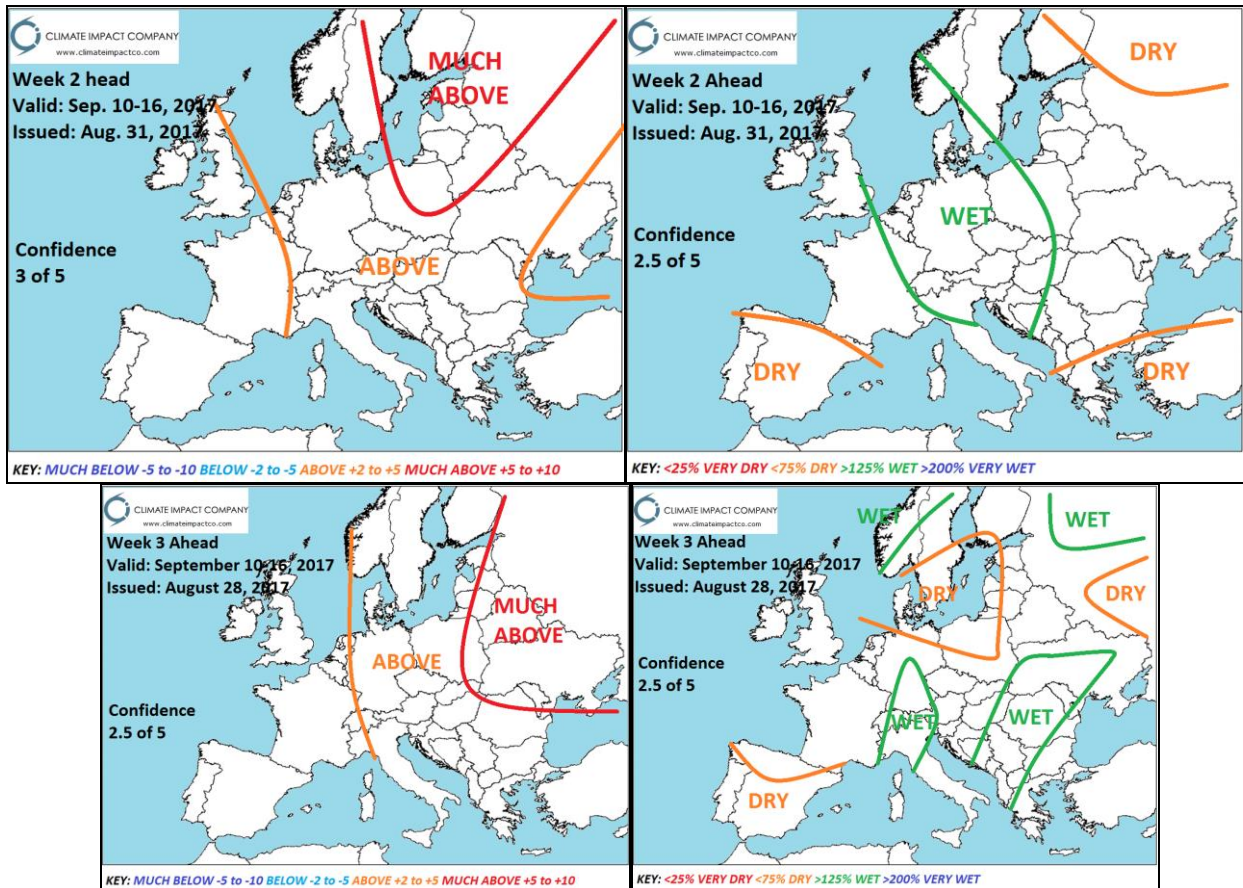 CLIMATE IMPACT COMPANY
www.climateimpactco.com
Week 2 head
Valid: Sep. 10-16, 2017
Issued: Aug. 31, 2017
MUCH
ABOVE
Confidence
3 of 5
ABOVE
KEY: MUCH BELOW -5 to -10 BELOW -2 to -5 ABOVE +2 to +5 MUCH ABOVE +5 to +10
CLIMATE IMPACT COMPANY
www.climateimpactco.com
Week 2 Ahead
Valid: Sep. 10-16, 2017
Issued: Aug. 31, 2017
DRY
WET
Confidence
2.5 of 5
DRY
DRY
KEY: <25% VERY DRY <75% DRY >125% WET >200% VERY WET
CLIMATE IMPACT COMPANY
www.climateimpactco.com
Week 3 Ahead
Valid: September 10-16, 2017
Issued: August 28, 2017
MUCH
ABOVE
ABOVE
Confidence
2.5 of 5
KEY: MUCH BELOW -5 to -10 BELOW -2 to -5 ABOVE +2 to +5 MUCH ABOVE +5 to +10
CLIMATE IMPACT COMPANY
www.climateimpactco.com
WET
WET
Week 3 Ahead
Valid: September 10-16, 2017
Issued: August 28, 2017
DRY
DRY
Confidence
2.5 of 5
WET
WET
DRY
KEY: <25% VERY DRY <75% DRY >125% WET >200% VERY WET